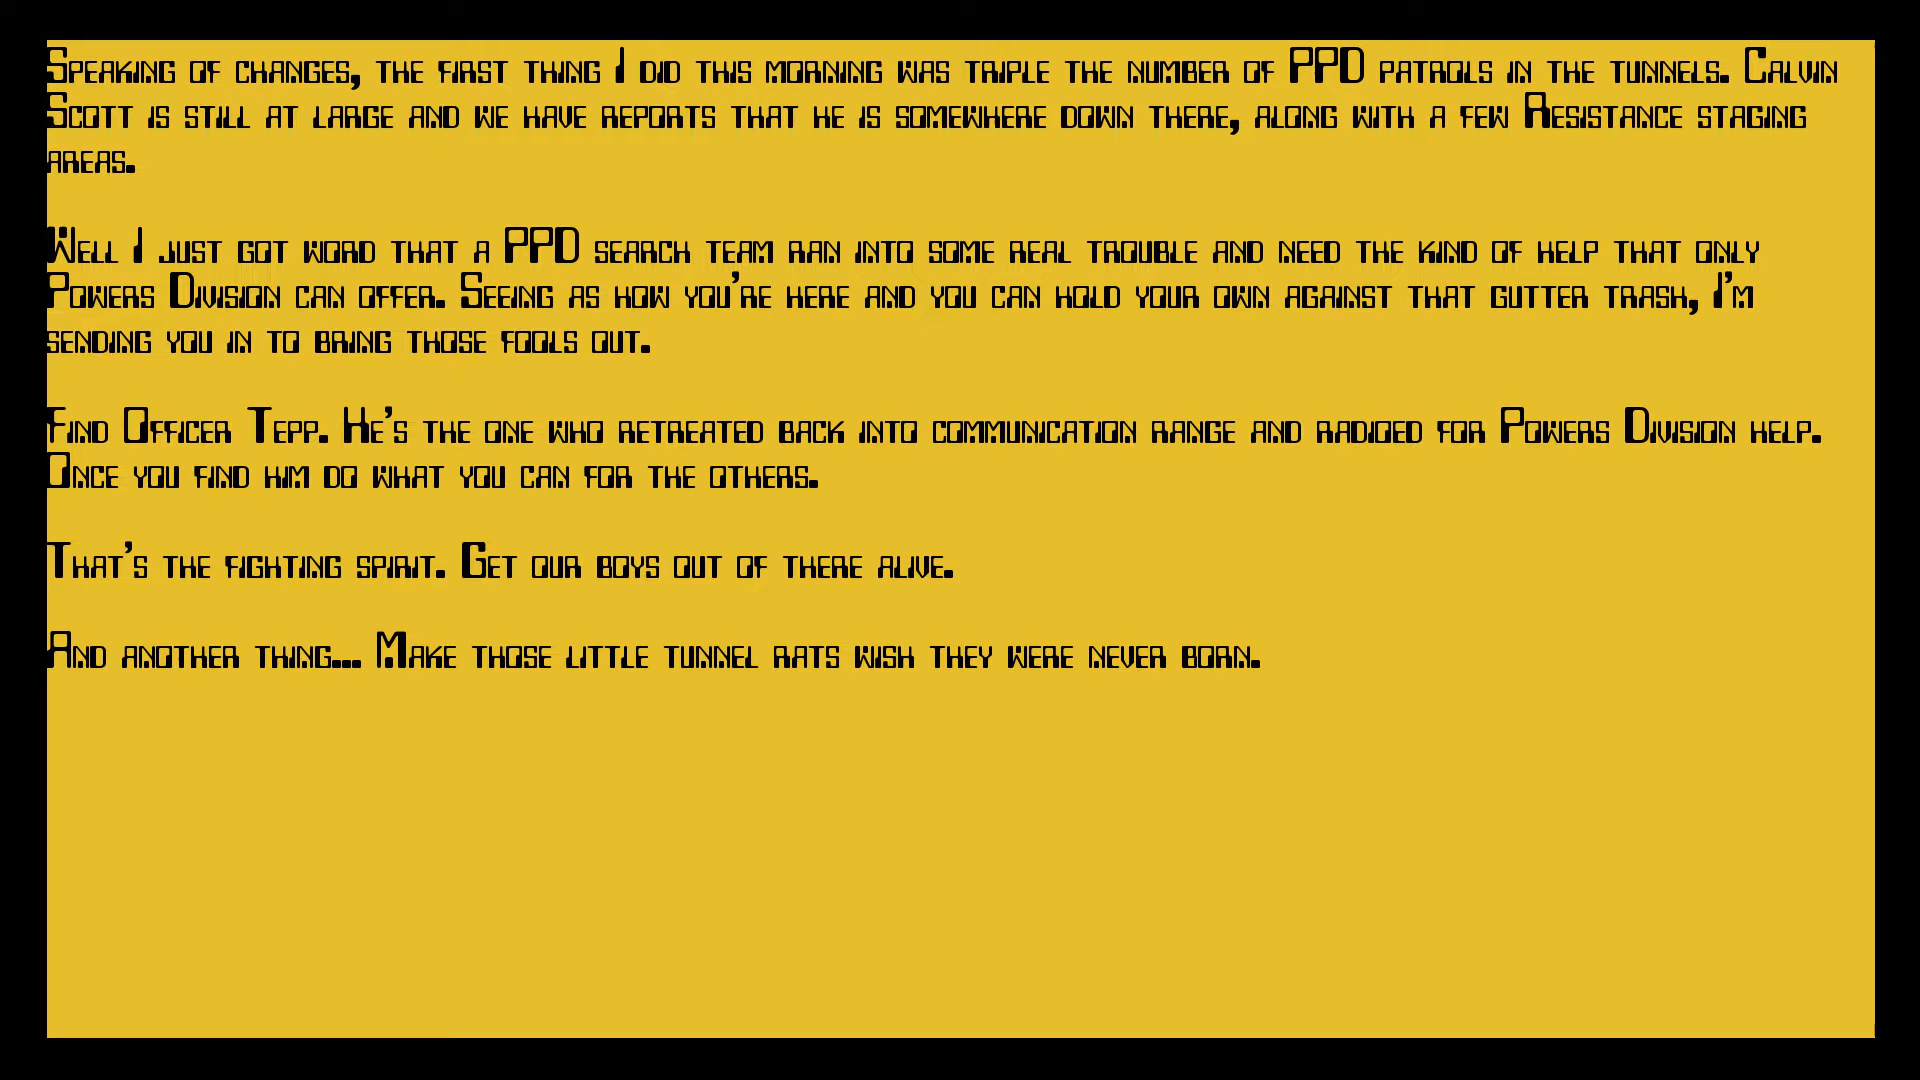 Speaking of changes, the first thing I did this morning was triple the number of PPD patrols in the tunnels. Calvin
Scott is still at large and we have reports that he is somewhere down there, along with a few Resistance staging
areas.
Well I just got word that a PPD search team ran into some real trouble and need the kind of help that only
Powers Division can offer. Seeing as how you're here and you can hold your own against that gutter trash, I'm
sending you in to bring those fools out.
Find Officer Tepp. He's the one who retreated back into communication range and radioed for Powers Division help.
Once you find him do what you can for the others.
That's the fighting spirit. Get our boys out of there alive.
And another thing... Make those little tunnel rats wish they were never born.